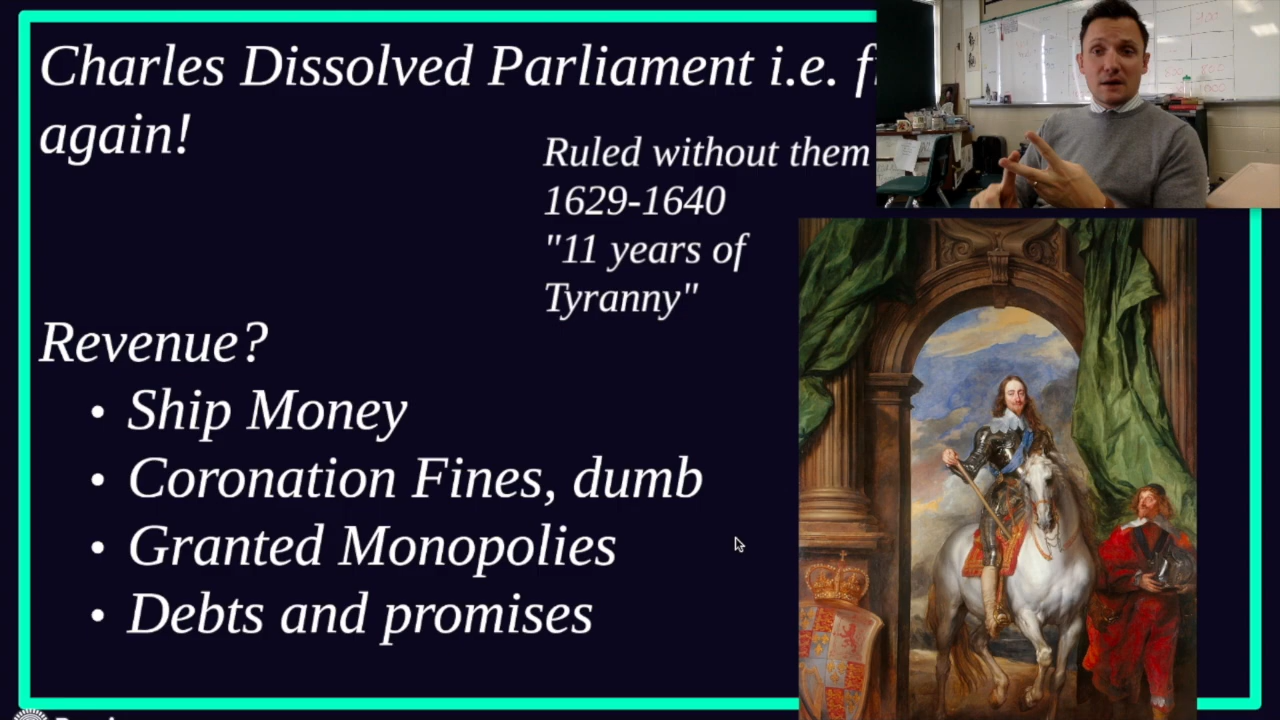 Charles Dissolved Parliament i.e.
again!
Ruled without them
1629-1640
"11 years of
Tyranny"
Revenue?
• Ship Money
• Coronation Fines, dumb
• Granted Monopolies
• Debts and promises